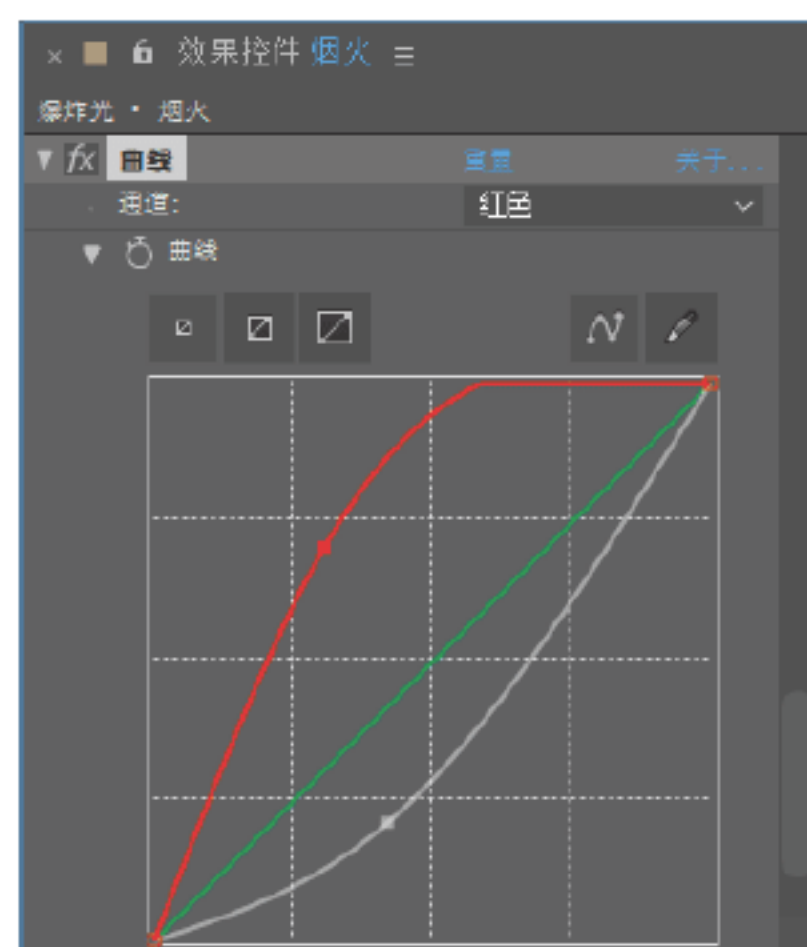 × 效果控件 烟火 ≡
爆炸光 • 烟火
fx 曲线 重置 关于...
通道: 红色
曲线